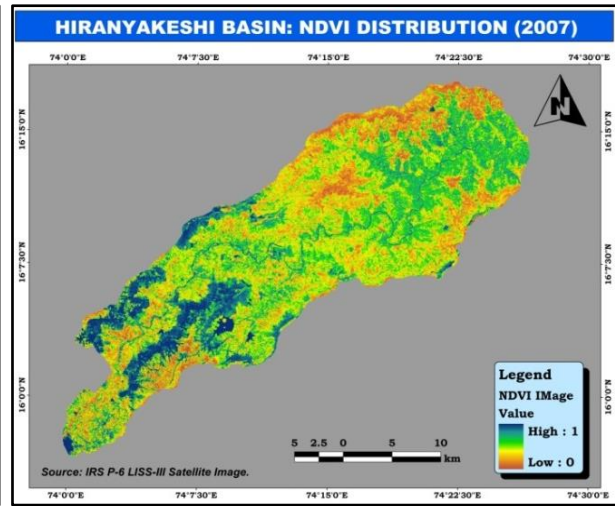 HIRANYAKESHI BASIN: NDVI DISTRIBUTION (2007)
74°0'0"E 74°7'30"E 74°15'0"E 74°22'30"E 74°30'0"E
N
16°15'0"N 16°15'0"N
16°7'30"N 16°7'30"N
16°0'0"N 16°0'0"N
Legend
NDVI IMage
Value
High : 1
Low : 0
5 2.5 0 5 10
km
Source: IRS P-6 LISS-III Satellite Image.
74°0'0"E 74°7'30"E 74°15'0"E 74°22'30"E 74°30'0"E